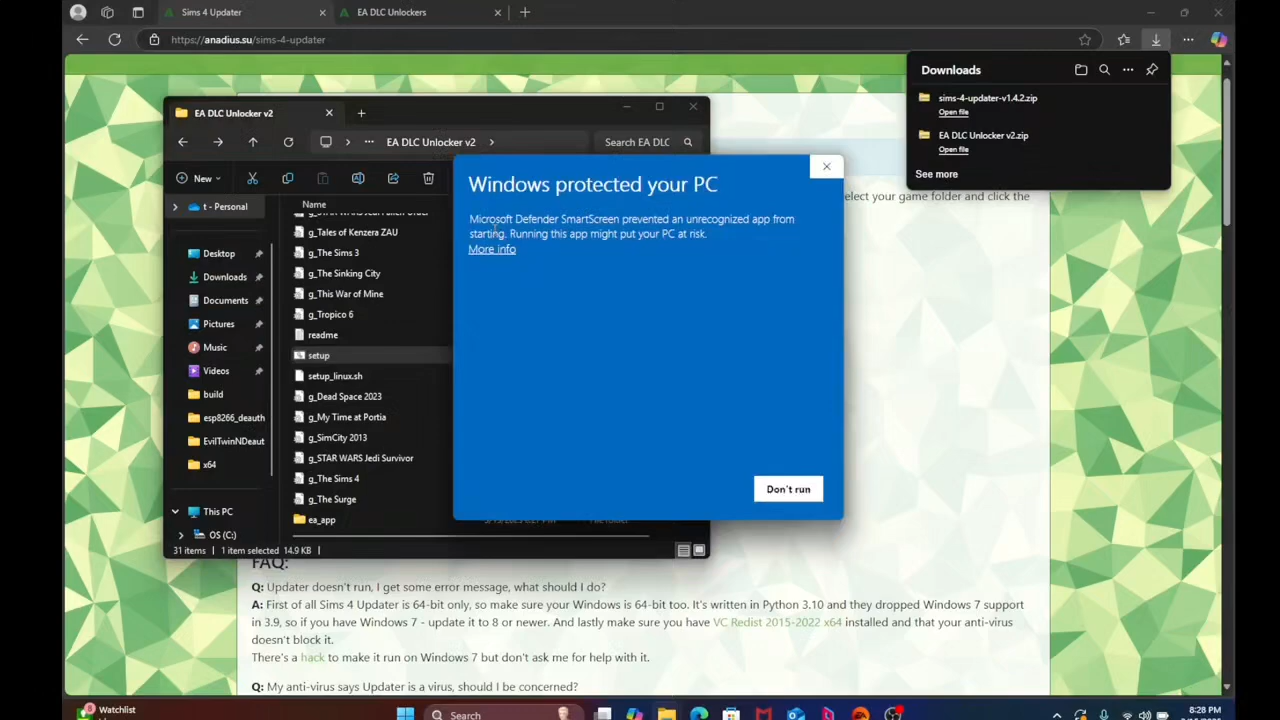 Sims 4 Updater
EA DLC Unlockers
https://anadius.su/sims-4-updater
Downloads
sims-4-updater-v1.4.2.zip
Open file
EA DLC Unlocker v2.zip
Open file
See more
elect your game folder and click the
EA DLC Unlocker v2
EA DLC Unlocker v2
Search EA DLC
New
Name
t - Personal
Desktop
Downloads
Documents
Pictures
Music
Videos
build
esp8266_deauth
EvilTwinNDeaut
x64
This PC
OS (C:)
g_Tales of Kenzera ZAU
g_The Sims 3
g_The Sinking City
g_This War of Mine
g_Tropico 6
readme
setup
setup_linux.sh
g_Dead Space 2023
g_My Time at Portia
g_SimCity 2013
g_STAR WARS Jedi Survivor
g_The Sims 4
g_The Surge
ea_app
31 items
1 item selected 14.9 KB
Windows protected your PC
Microsoft Defender SmartScreen prevented an unrecognized app from
starting. Running this app might put your PC at risk.
More info
Don't run
FAQ:
Q: Updater doesn't run, I get some error message, what should I do?
A: First of all Sims 4 Updater is 64-bit only, so make sure your Windows is 64-bit too. It's written in Python 3.10 and they dropped Windows 7 support
in 3.9, so if you have Windows 7 - update it to 8 or newer. And lastly make sure you have VC Redist 2015-2022 x64 installed and that your anti-virus
doesn't block it.
There's a hack to make it run on Windows 7 but don't ask me for help with it.
Q: My anti-virus says Updater is a virus, should I be concerned?
8
Watchlist
Search
8:28 PM